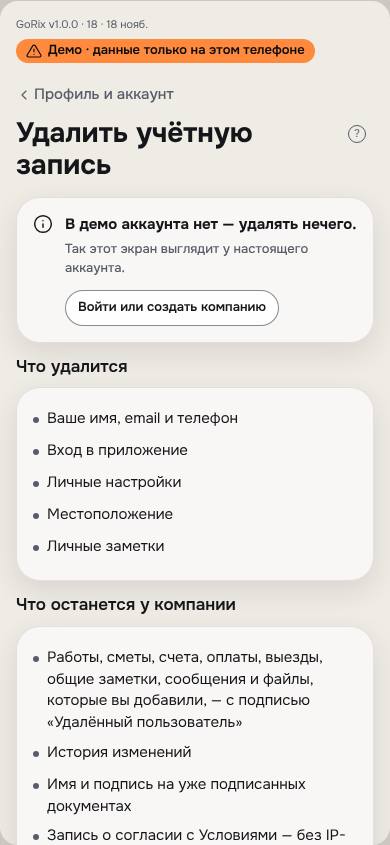 GoRix v1.0.0 · 18 · 18 нояб.
Демо · данные только на этом телефоне
Профиль и аккаунт
Удалить учётную
запись
?
В демо аккаунта нет — удалять нечего.
Так этот экран выглядит у настоящего
аккаунта.
Войти или создать компанию
Что удалится
Ваше имя, email и телефон
Вход в приложение
Личные настройки
Местоположение
Личные заметки
Что останется у компании
Работы, сметы, счета, оплаты, выезды,
общие заметки, сообщения и файлы,
которые вы добавили, — с подписью
«Удалённый пользователь»
История изменений
Имя и подпись на уже подписанных
документах
Запись о согласии с Условиями — без IP-